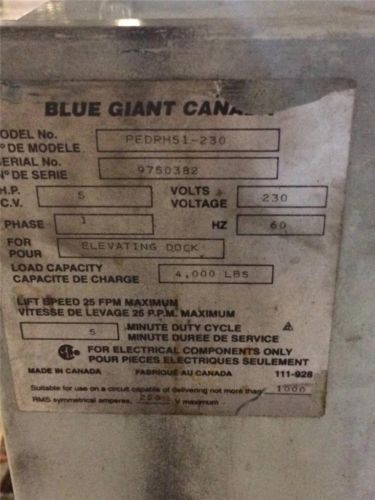 BLUE GIANT CANADA
MODEL No. PEDRH51-230
Nº DE MODELE
SERIAL No. 9750382
Nº DE SERIE
H.P. 5 VOLTS 230
C.V. VOLTAGE
PHASE 1 HZ 60
FOR ELEVATING DOCK
POUR
LOAD CAPACITY 4,000 LBS
CAPACITE DE CHARGE
LIFT SPEED 25 FPM MAXIMUM
VITESSE DE LEVAGE 25 P.P.M. MAXIMUM
5 MINUTE DUTY CYCLE
MINUTE DUREE DE SERVICE
FOR ELECTRICAL COMPONENTS ONLY
POUR PIECES ELECTRIQUES SEULEMENT
MADE IN CANADA FABRIQUÉ AU CANADA 111-928
Suitable for use on a circuit capable of delivering not more than 1000
RMS symmetrical amperes, 250 V maximum